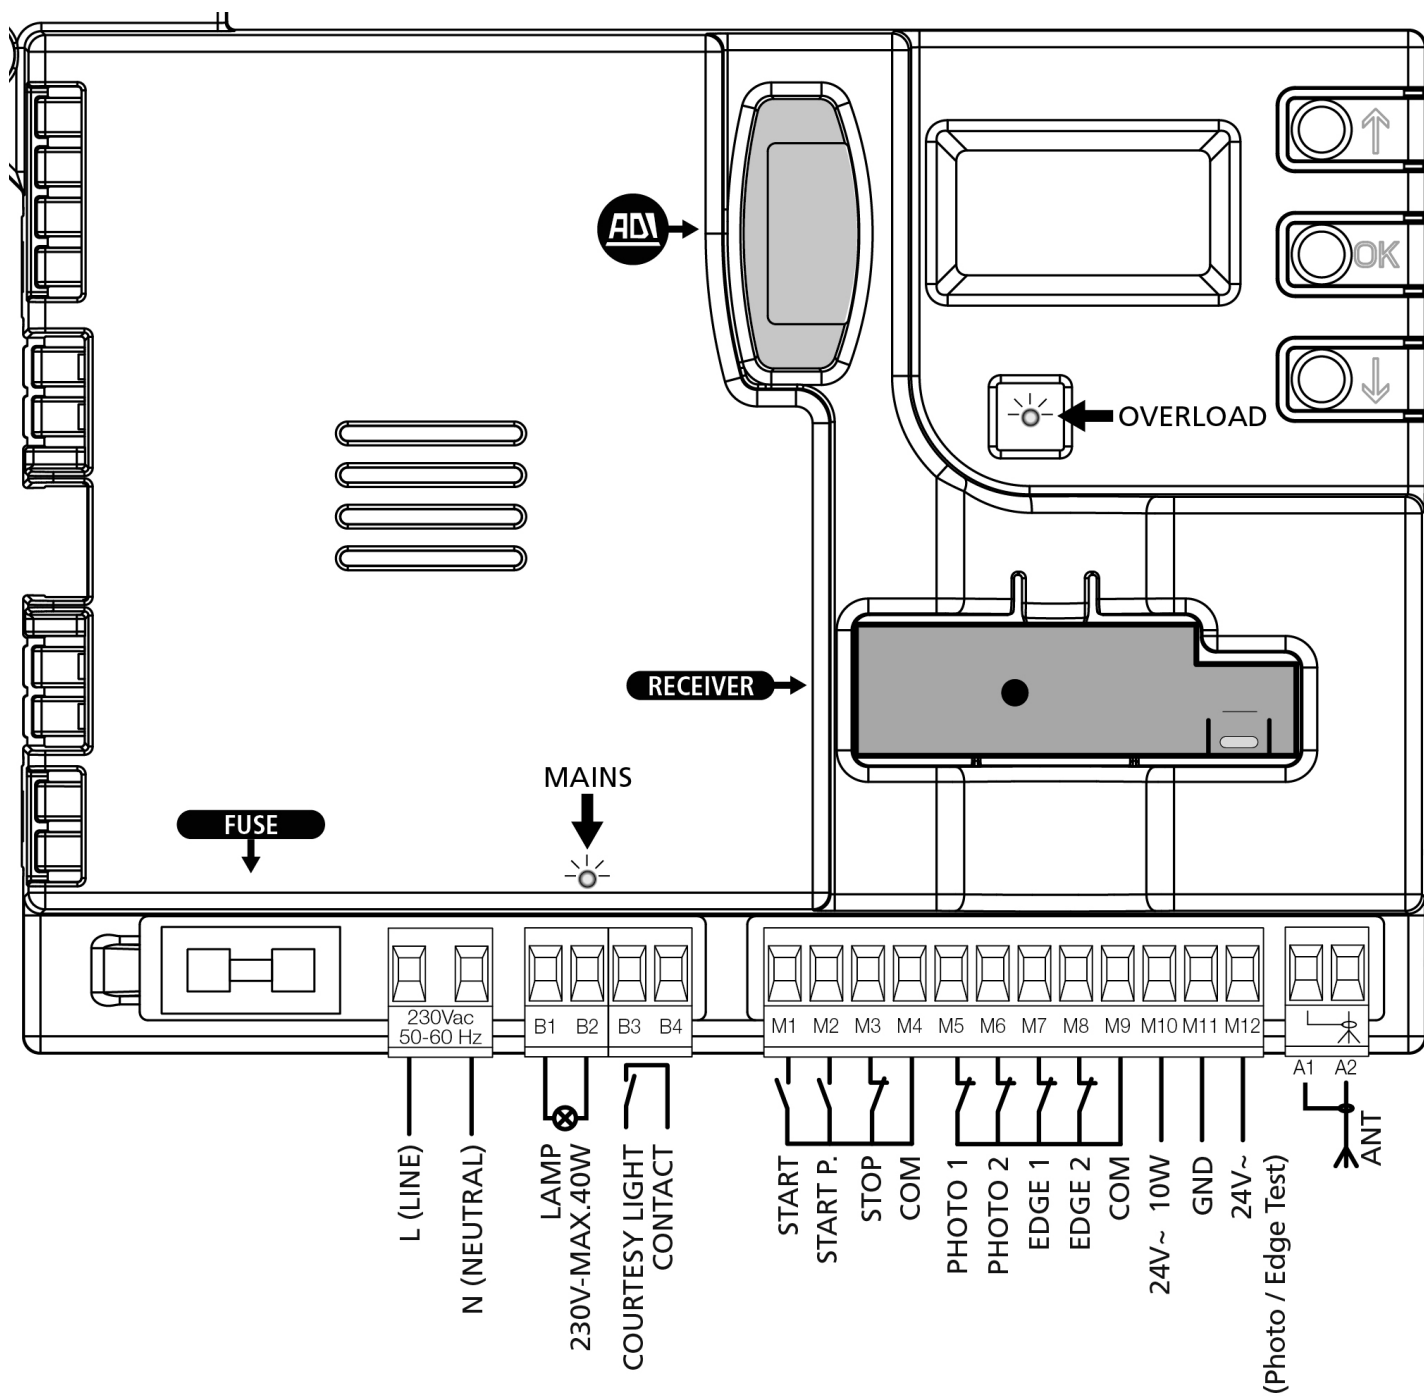 ADI
OK
OVERLOAD
RECEIVER
MAINS
FUSE
230Vac
50-60 Hz
B1 B2 B3 B4
M1 M2 M3 M4 M5 M6 M7 M8 M9 M10 M11 M12
A1 A2
L (LINE)
N (NEUTRAL)
LAMP
230V-MAX.40W
COURTESY LIGHT
CONTACT
START
START P.
STOP
COM
PHOTO 1
PHOTO 2
EDGE 1
EDGE 2
COM
24V~ 10W
GND
24V~
(Photo / Edge Test)
ANT